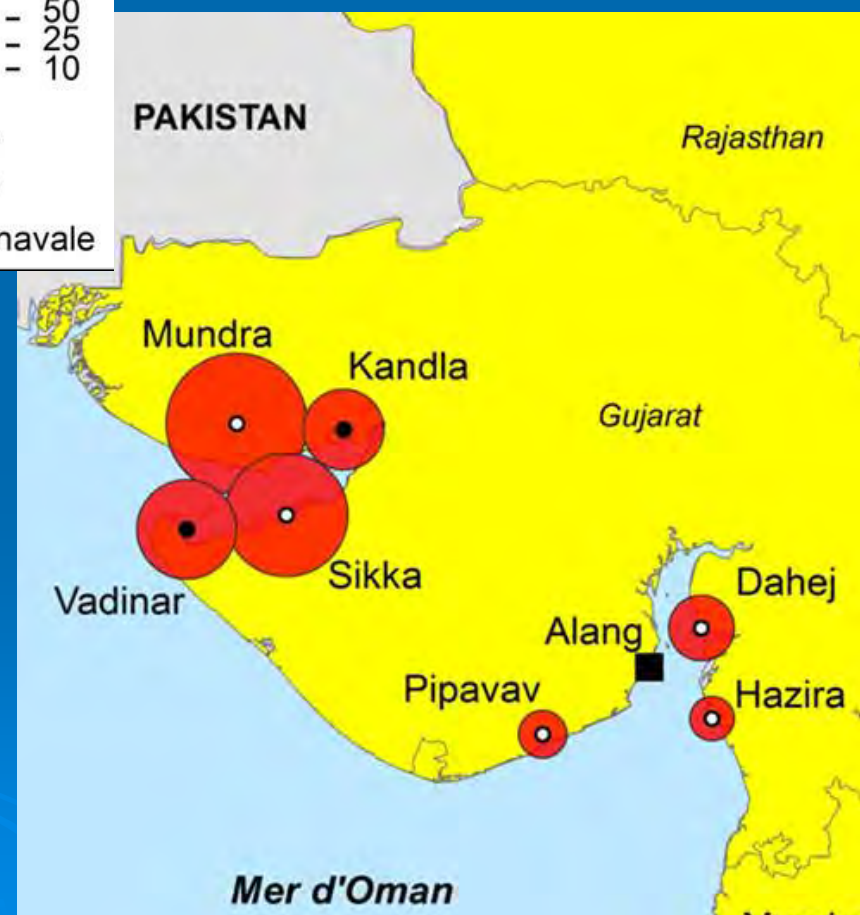 - 50
- 25
- 10
PAKISTAN
Rajasthan
navale
Mundra
Kandla
Gujarat
Sikka
Vadinar
Dahej
Alang
Pipavav
Hazira
Mer d'Oman